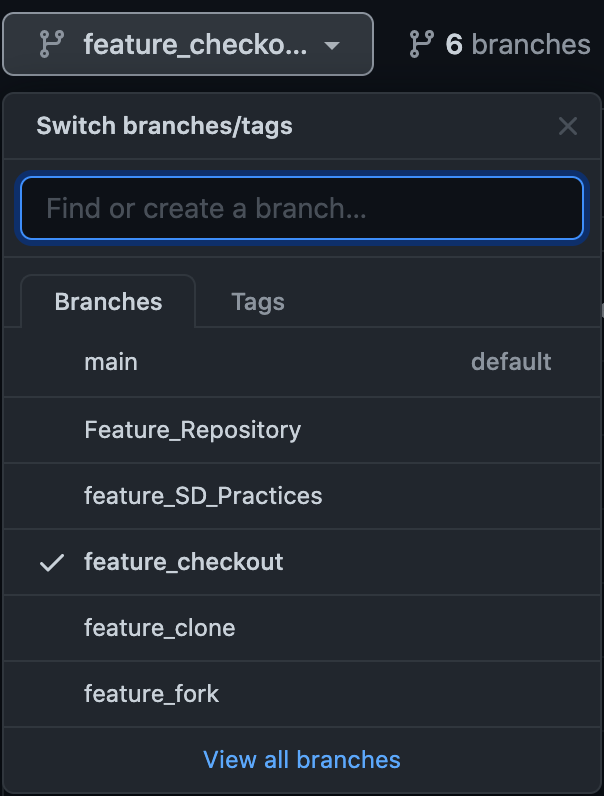 feature_checko... 6 branches
Switch branches/tags
Find or create a branch...
Branches Tags
main default
Feature_Repository
feature_SD_Practices
feature_checkout
feature_clone
feature_fork
View all branches